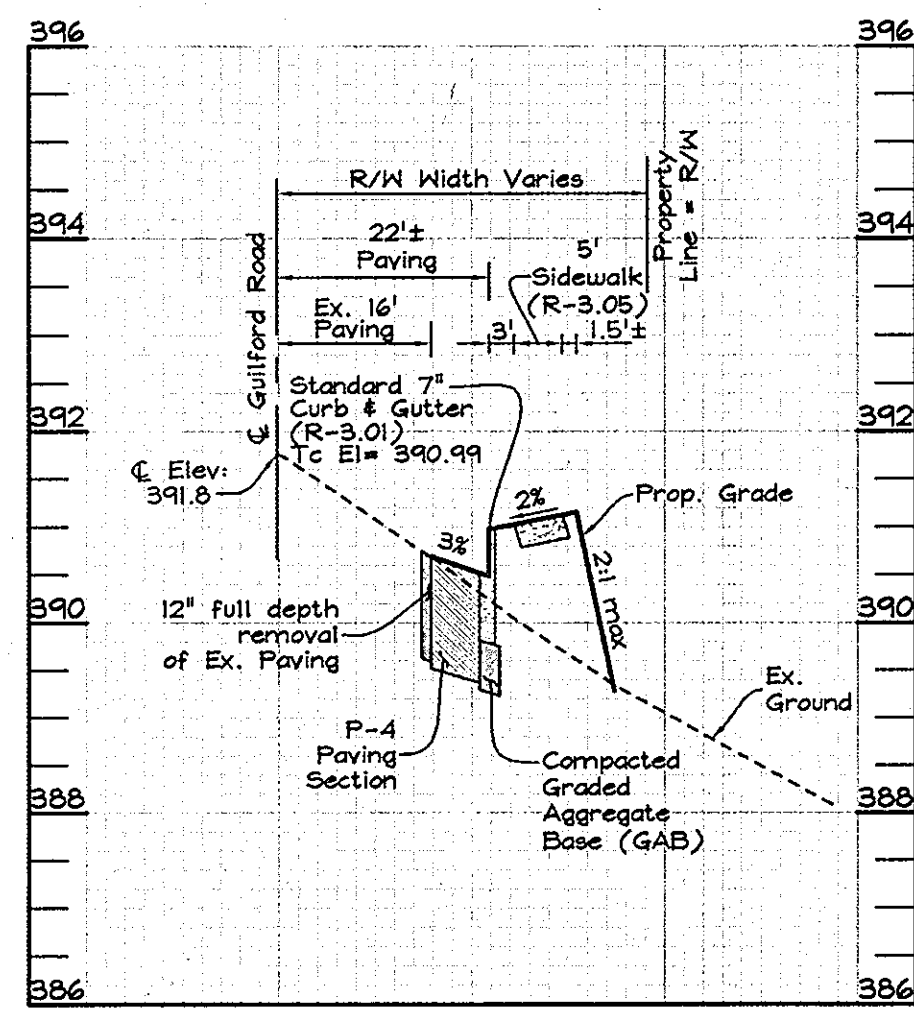 396
396
R/W Width Varies
Property
Line = R/W
394
394
22'±
Paving
5'
Sidewalk
(R-3.05)
Ex. 16'
Paving
3'
1.5'±
℄ Guilford Road
Standard 7"
Curb & Gutter
(R-3.01)
Tc El= 390.99
392
392
℄ Elev:
391.8
2%
Prop. Grade
3%
2:1 max
390
390
12" full depth
removal
of Ex. Paving
Ex.
Ground
P-4
Paving
Section
Compacted
Graded
Aggregate
Base (GAB)
388
388
386
386